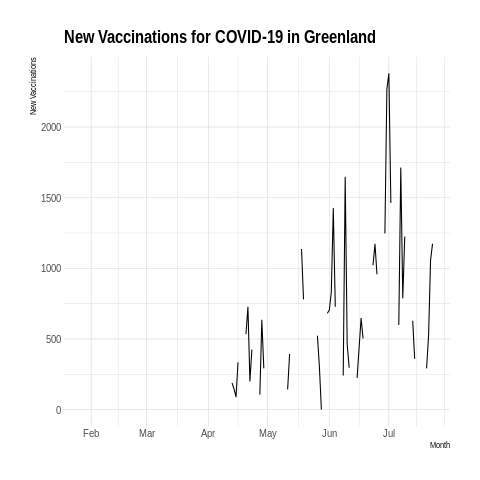 New Vaccinations for COVID-19 in Greenland
New Vaccinations
2000
1500
1000
500
0
Feb Mar Apr May Jun Jul
Month